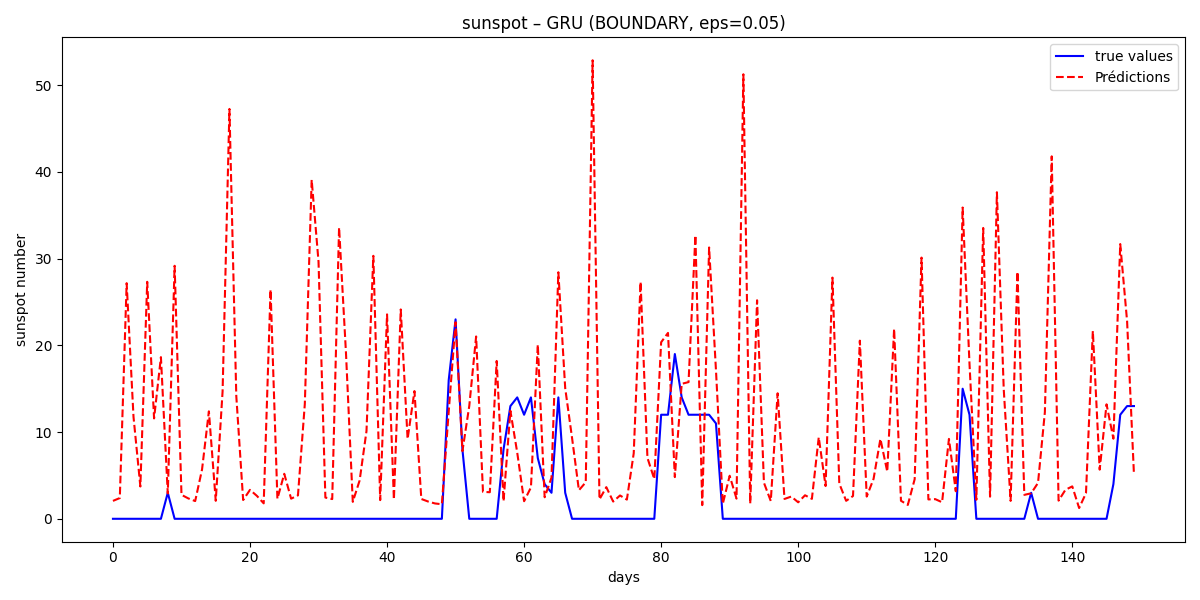 sunspot – GRU (BOUNDARY, eps=0.05)
true values
Prédictions
sunspot number
50
40
30
20
10
0
0 20 40 60 80 100 120 140
days